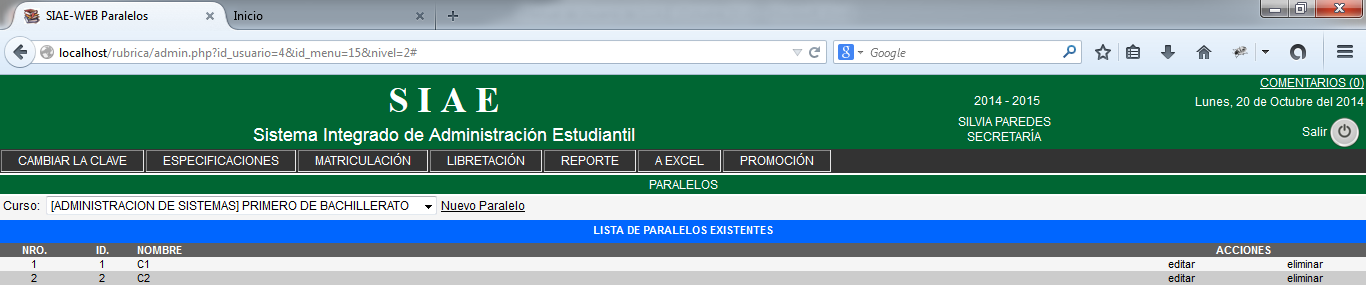 SIAE-WEB Paralelos
Inicio
localhost/rubrica/admin.php?id_usuario=4&id_menu=15&nivel=2#
Google
COMENTARIOS (0)
S I A E
2014 - 2015
Lunes, 20 de Octubre del 2014
Sistema Integrado de Administración Estudiantil
SILVIA PAREDES
SECRETARÍA
Salir
CAMBIAR LA CLAVE ESPECIFICACIONES MATRICULACIÓN LIBRETACIÓN REPORTE A EXCEL PROMOCIÓN
PARALELOS
Curso: [ADMINISTRACION DE SISTEMAS] PRIMERO DE BACHILLERATO Nuevo Paralelo
LISTA DE PARALELOS EXISTENTES
NRO. ID. NOMBRE ACCIONES
1 1 C1 editar eliminar
2 2 C2 editar eliminar